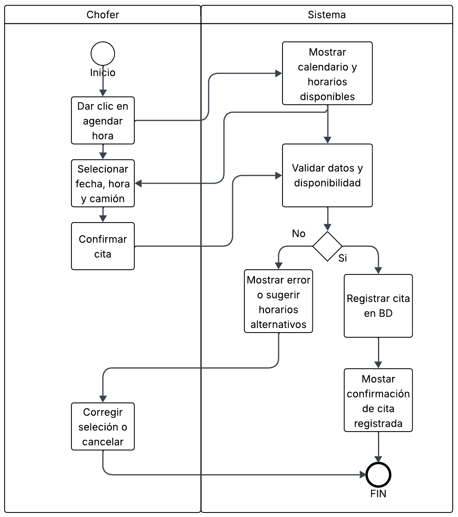 Chofer
Sistema
Inicio
Dar clic en
agendar
hora
Seleccionar
fecha, hora
y camión
Confirmar
cita
Mostrar
calendario y
horarios
disponibles
Validar datos y
disponibilidad
No
Si
Mostrar error
o sugerir
horarios
alternativos
Registrar cita
en BD
Mostar
confirmación
de cita
registrada
Corregir
seleción o
cancelar
FIN